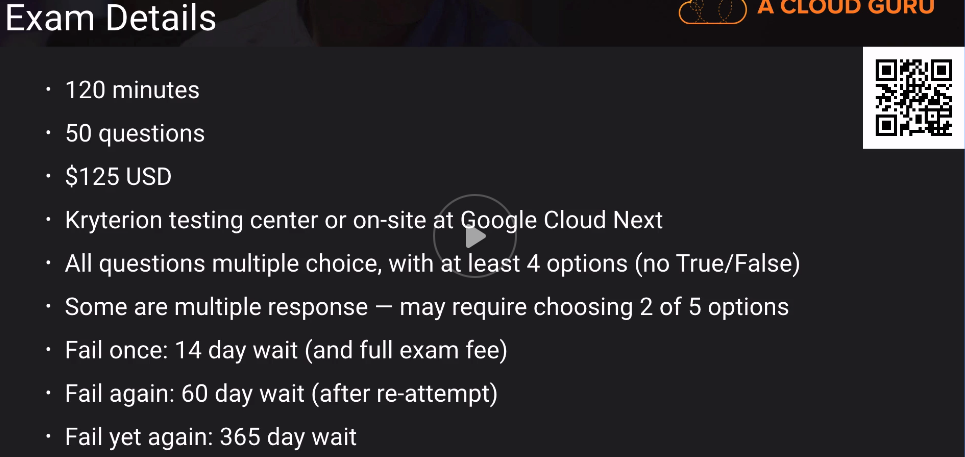 Exam Details
A CLOUD GURU
· 120 minutes
· 50 questions
· $125 USD
· Kryterion testing center or on-site at Google Cloud Next
· All questions multiple choice, with at least 4 options (no True/False)
· Some are multiple response — may require choosing 2 of 5 options
· Fail once: 14 day wait (and full exam fee)
· Fail again: 60 day wait (after re-attempt)
· Fail yet again: 365 day wait